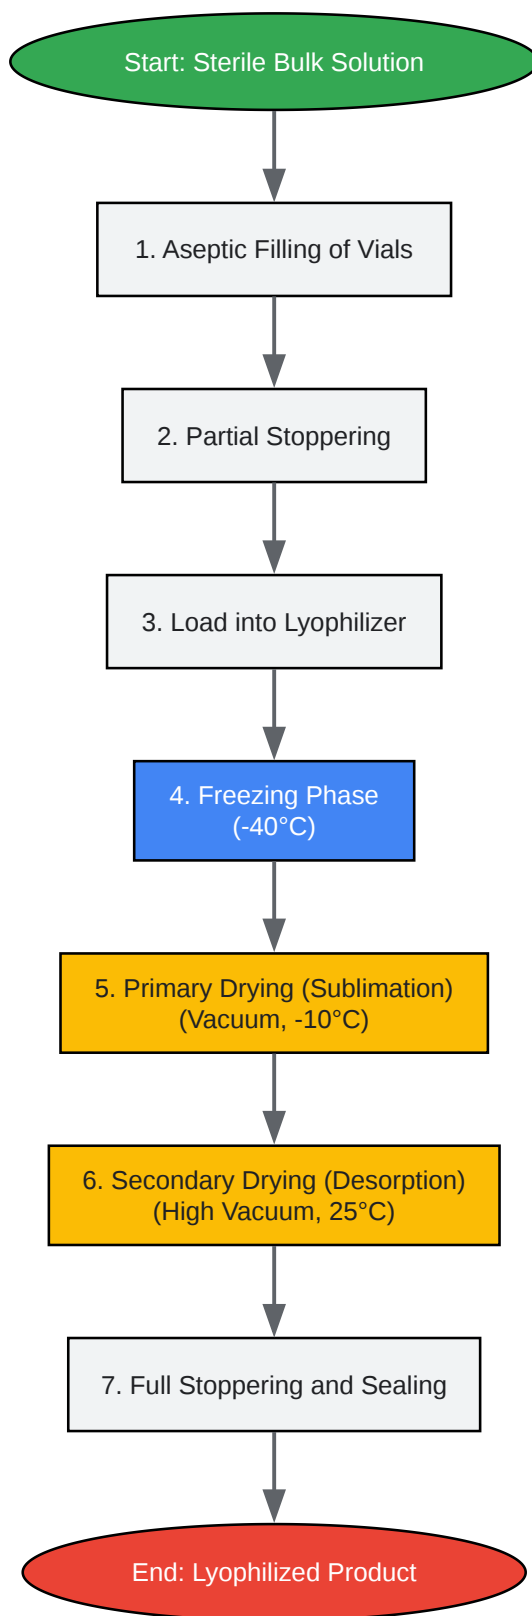 Start: Sterile Bulk Solution
1. Aseptic Filling of Vials
2. Partial Stoppering
3. Load into Lyophilizer
4. Freezing Phase
(-40°C)
5. Primary Drying (Sublimation)
(Vacuum, -10°C)
6. Secondary Drying (Desorption)
(High Vacuum, 25°C)
7. Full Stoppering and Sealing
End: Lyophilized Product